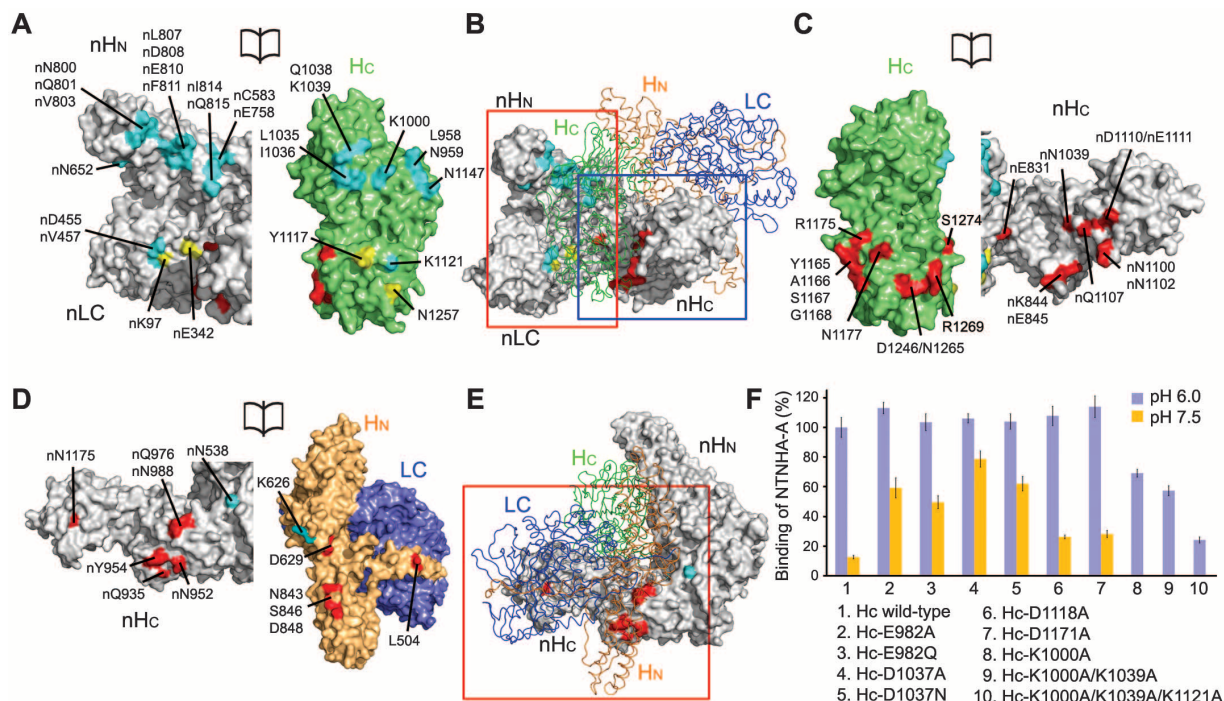 A
nHN
nL807
nD808
nE810
nF811
nN800
nQ801
nV803
nI814
nQ815
nC583
nE758
nN652
nD455
nV457
nLC
nK97
nE342
HC
Q1038
K1039
K1000
L1035
I1036
L958
N959
N1147
Y1117
K1121
N1257
B
nHN
HC
HN
LC
nHC
nLC
C
HC
R1175
Y1165
A1166
S1167
G1168
N1177
D1246/N1265
S1274
R1269
nHC
nD1110/nE1111
nN1039
nE831
nN1100
nN1102
nQ1107
nK844
nE845
D
nN1175
nQ976
nN988
nN538
nY954
nQ935
nN952
nHC
HN
LC
K626
D629
N843
S846
D848
L504
E
nHN
HC
LC
nHC
HN
F
Binding of NTNHA-A (%)
120
100
80
60
40
20
0
pH 6.0
pH 7.5
1 2 3 4 5 6 7 8 9 10
1. Hc wild-type
2. Hc-E982A
3. Hc-E982Q
4. Hc-D1037A
5. Hc-D1037N
6. Hc-D1118A
7. Hc-D1171A
8. Hc-K1000A
9. Hc-K1000A/K1039A
10. Hc-K1000A/K1039A/K1121A